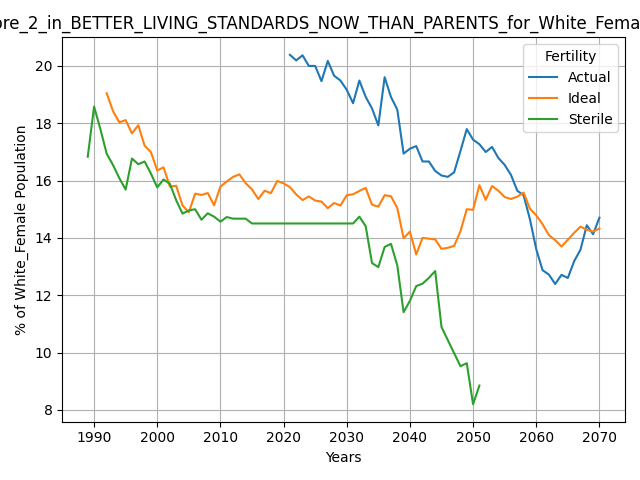 ore_2_in_BETTER_LIVING_STANDARDS_NOW_THAN_PARENTS_for_White_Fema
Fertility
Actual
Ideal
Sterile
% of White_Female Population
20
18
16
14
12
10
8
1990 2000 2010 2020 2030 2040 2050 2060 2070
Years